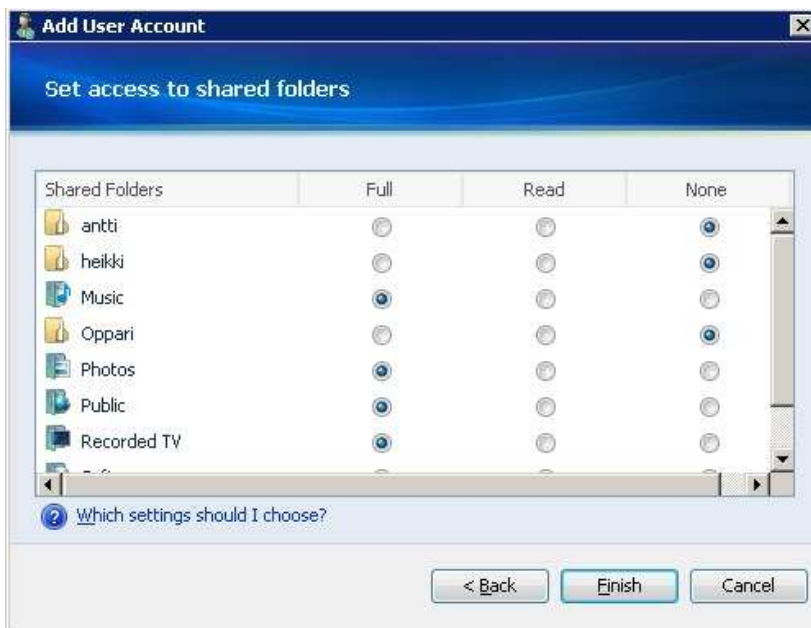 Add User Account
Set access to shared folders
Shared Folders Full Read None
antti
heikki
Music
Oppari
Photos
Public
Recorded TV
Which settings should I choose?
< Back Finish Cancel